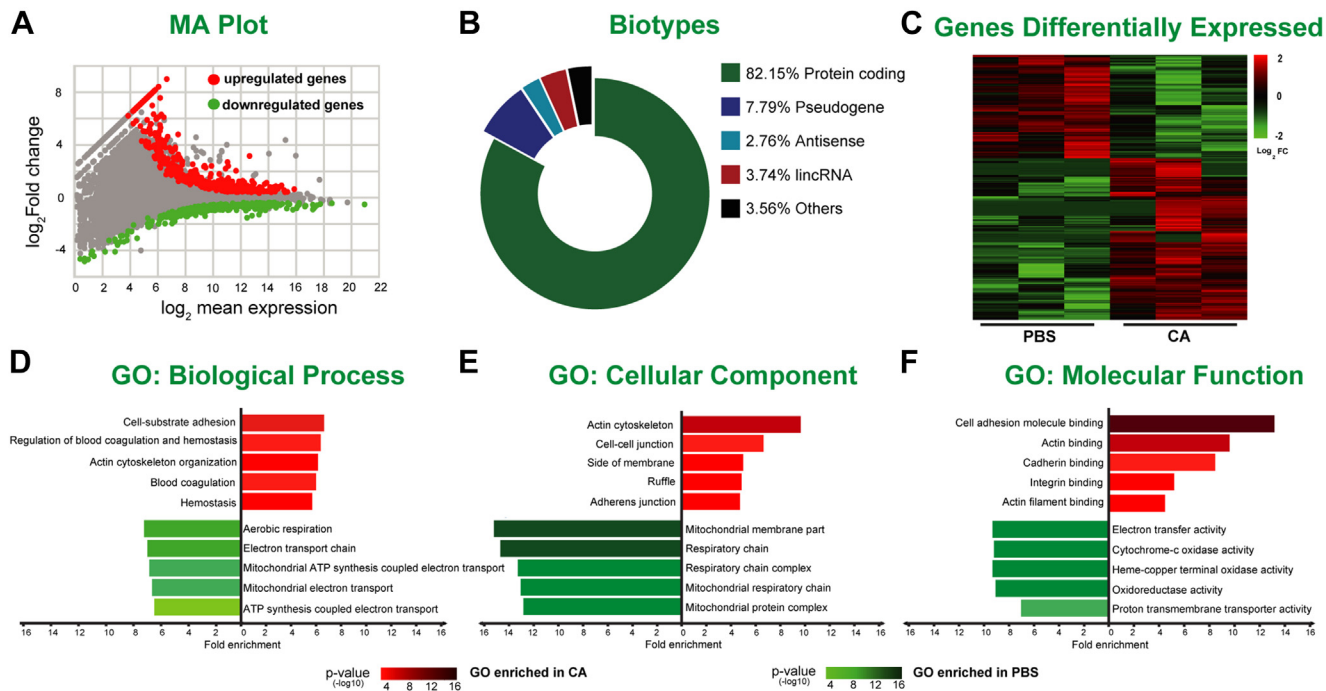 A MA Plot
upregulated genes
downregulated genes
log2Fold change
8
4
0
-4
0 2 4 6 8 10 12 14 16 18 20 22
log2 mean expression
B Biotypes
82.15% Protein coding
7.79% Pseudogene
2.76% Antisense
3.74% lincRNA
3.56% Others
C Genes Differentially Expressed
2
1
0
-1
-2
Log2 FC
PBS CA
D GO: Biological Process
Cell-substrate adhesion
Regulation of blood coagulation and hemostasis
Actin cytoskeleton organization
Blood coagulation
Hemostasis
Aerobic respiration
Electron transport chain
Mitochondrial ATP synthesis coupled electron transport
Mitochondrial electron transport
ATP synthesis coupled electron transport
16 14 12 10 8 6 4 2 0 2 4 6 8 10 12 14 16
Fold enrichment
E GO: Cellular Component
Actin cytoskeleton
Cell-cell junction
Side of membrane
Ruffle
Adherens junction
Mitochondrial membrane part
Respiratory chain
Respiratory chain complex
Mitochondrial respiratory chain
Mitochondrial protein complex
16 14 12 10 8 6 4 2 0 2 4 6 8 10 12 14 16
Fold enrichment
F GO: Molecular Function
Cell adhesion molecule binding
Actin binding
Cadherin binding
Integrin binding
Actin filament binding
Electron transfer activity
Cytochrome-c oxidase activity
Heme-copper terminal oxidase activity
Oxidoreductase activity
Proton transmembrane transporter activity
16 14 12 10 8 6 4 2 0 2 4 6 8 10 12 14 16
Fold enrichment
p-value
(-log10)
4 8 12 16
GO enriched in CA
p-value
(-log10)
4 8 12 16
GO enriched in PBS